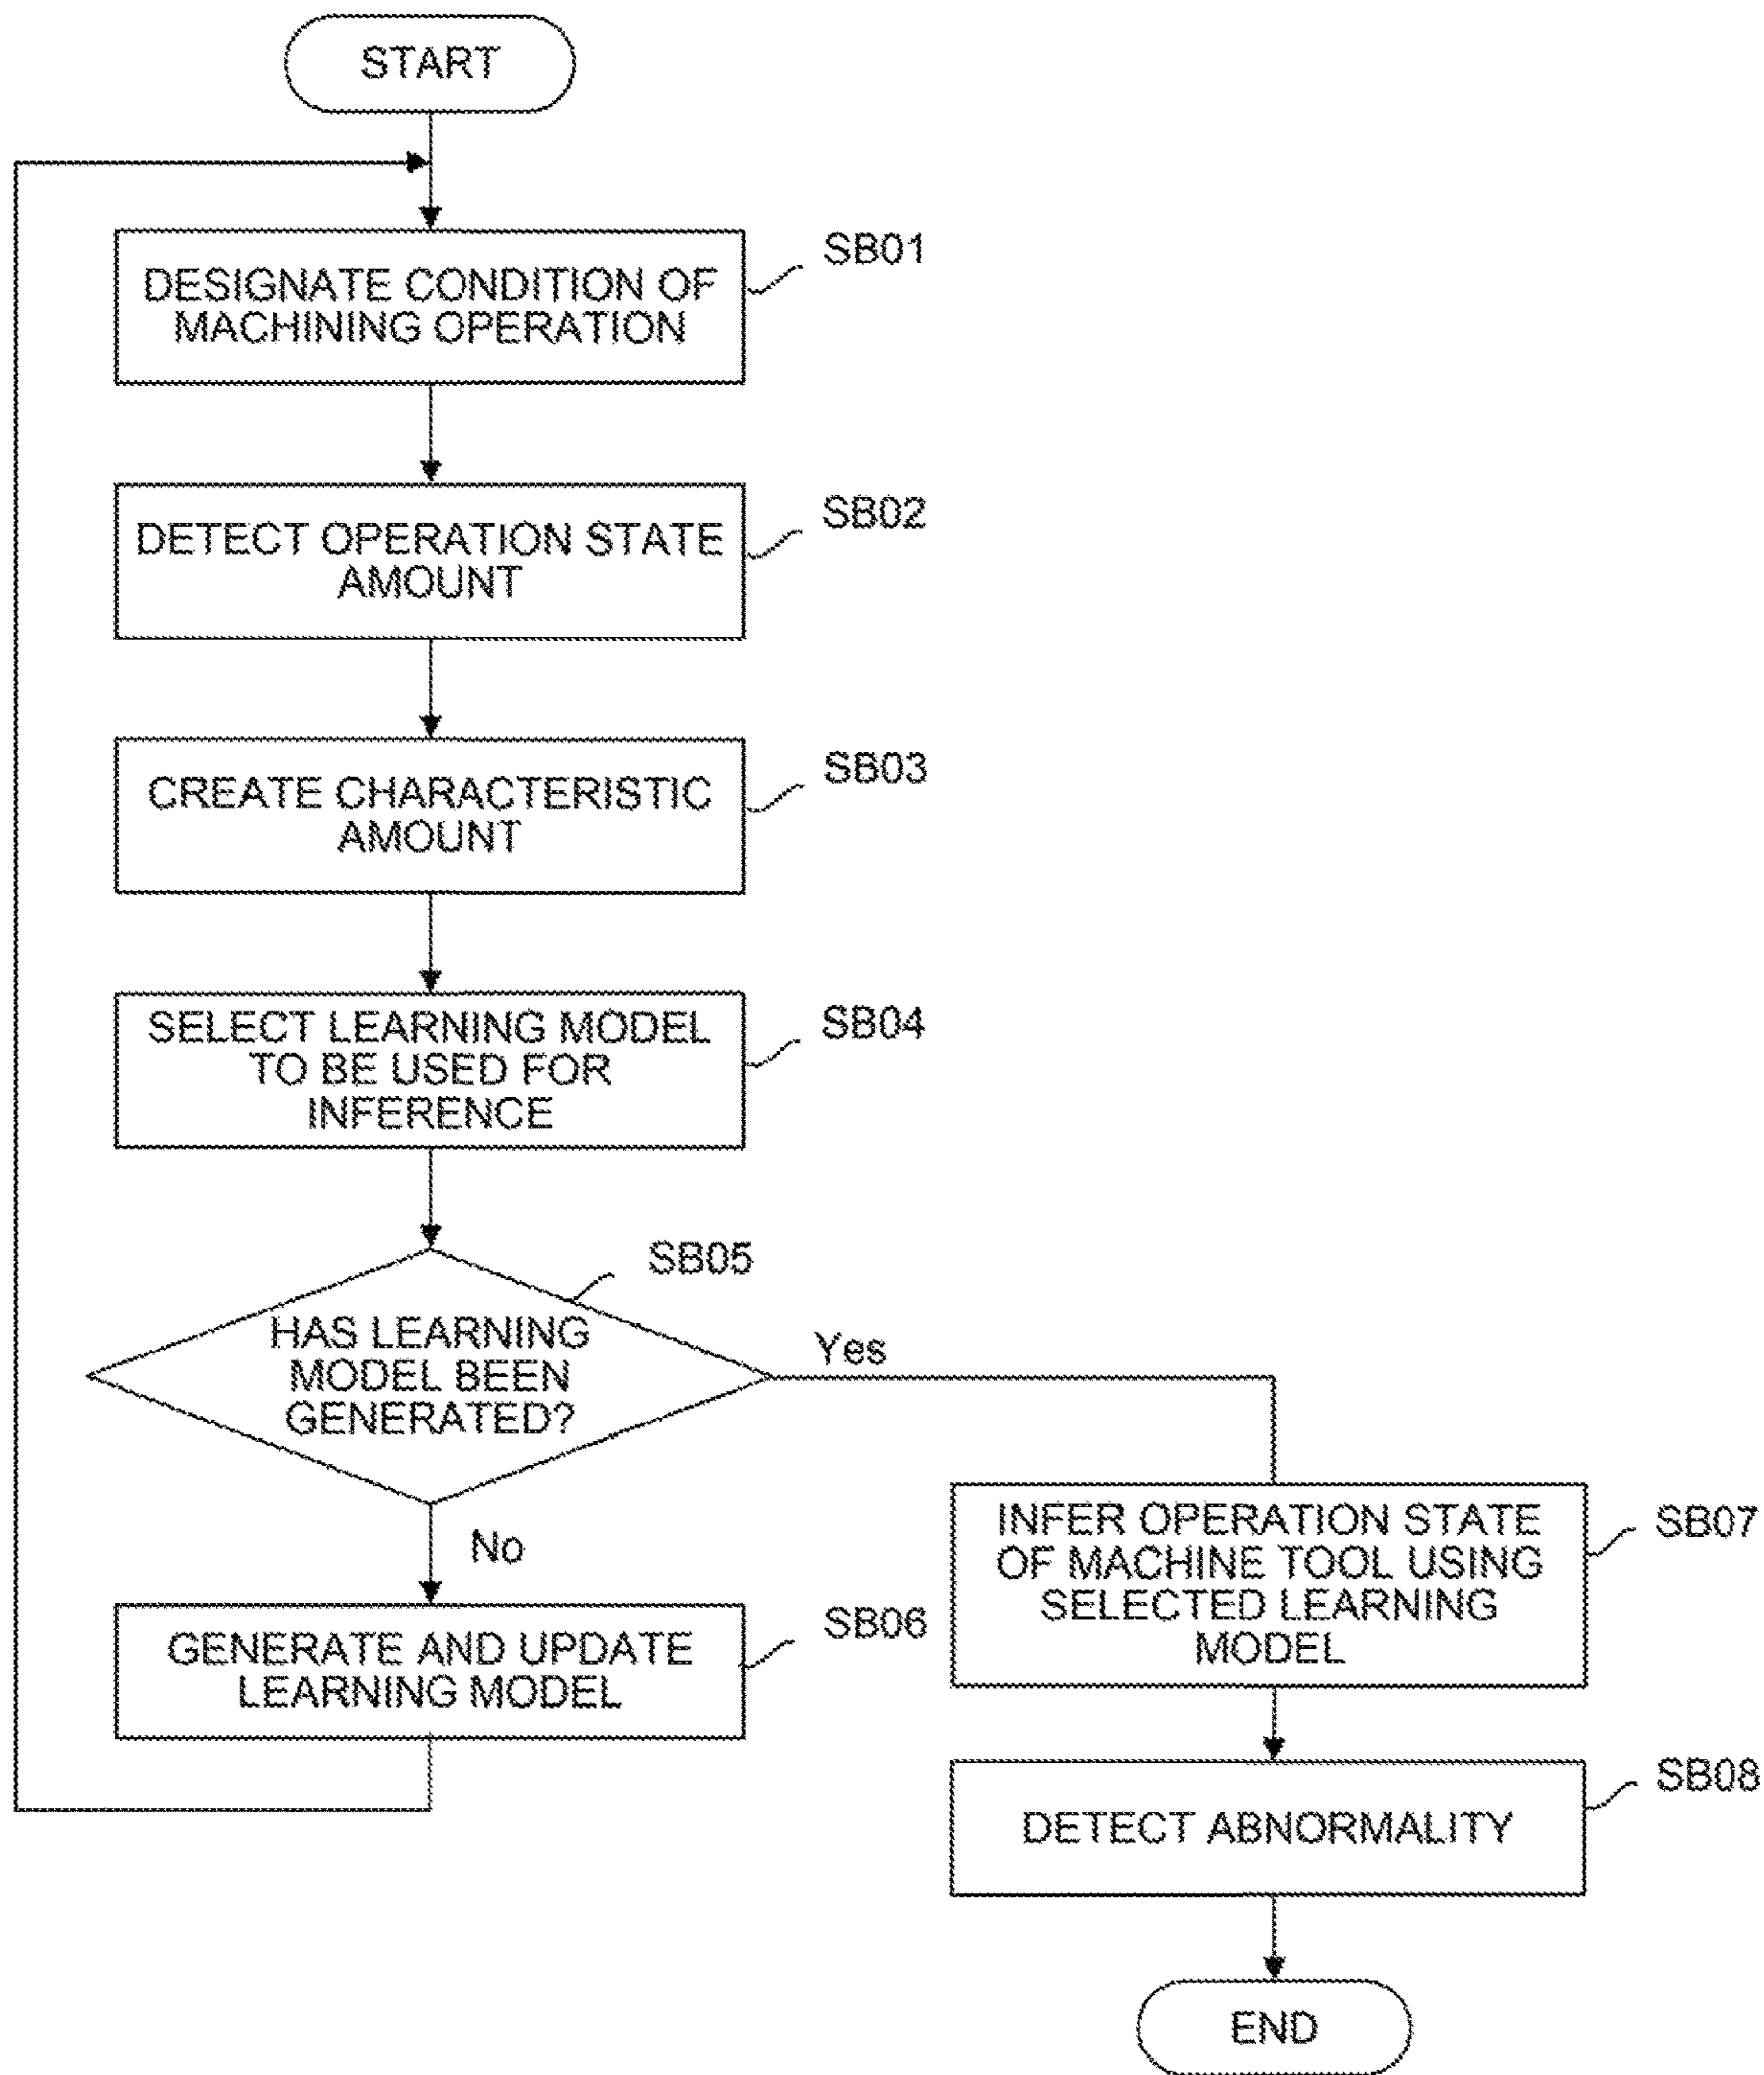 START
DESIGNATE CONDITION OF
MACHINING OPERATION
SB01
DETECT OPERATION STATE
AMOUNT
SB02
CREATE CHARACTERISTIC
AMOUNT
SB03
SELECT LEARNING MODEL
TO BE USED FOR
INFERENCE
SB04
HAS LEARNING
MODEL BEEN
GENERATED?
SB05
Yes
No
GENERATE AND UPDATE
LEARNING MODEL
SB06
INFER OPERATION STATE
OF MACHINE TOOL USING
SELECTED LEARNING
MODEL
SB07
DETECT ABNORMALITY
SB08
END